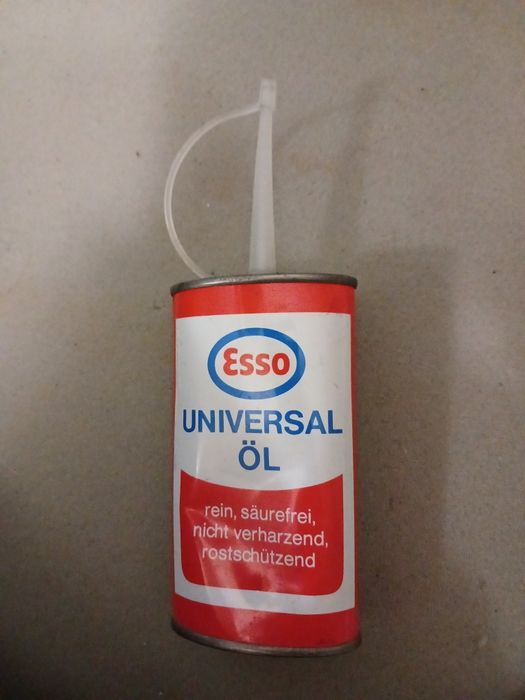 Esso
UNIVERSAL
ÖL
rein, säurefrei,
nicht verharzend,
rostschützend